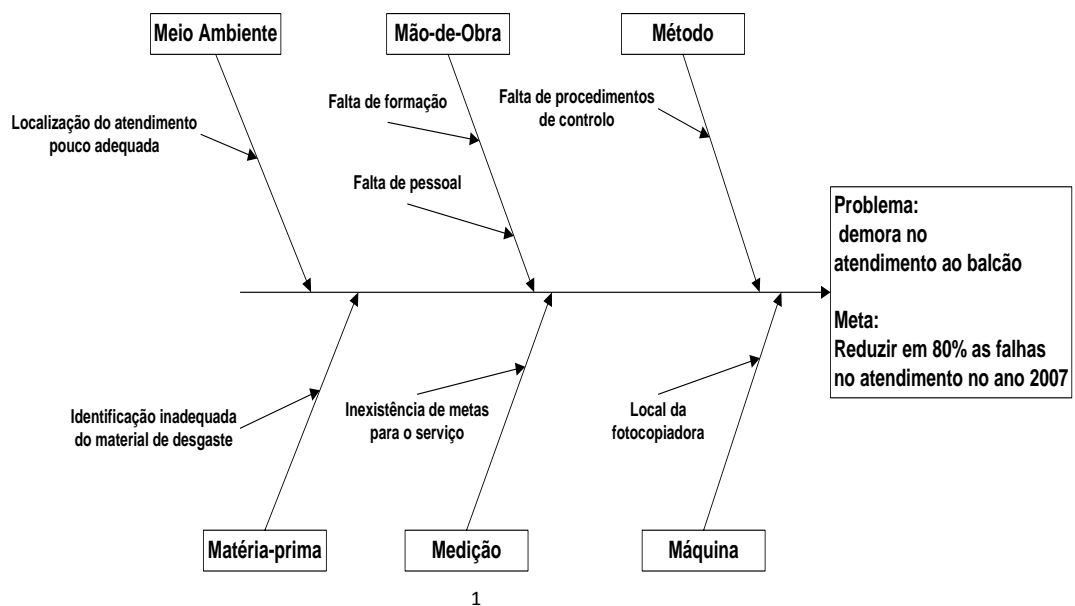 Meio Ambiente
Mão-de-Obra
Método
Localização do atendimento
pouco adequada
Falta de formação
Falta de pessoal
Falta de procedimentos
de controlo
Problema:
demora no
atendimento ao balcão
Meta:
Reduzir em 80% as falhas
no atendimento no ano 2007
Identificação inadequada
do material de desgaste
Inexistência de metas
para o serviço
Local da
fotocopiadora
Matéria-prima
Medição
Máquina
1